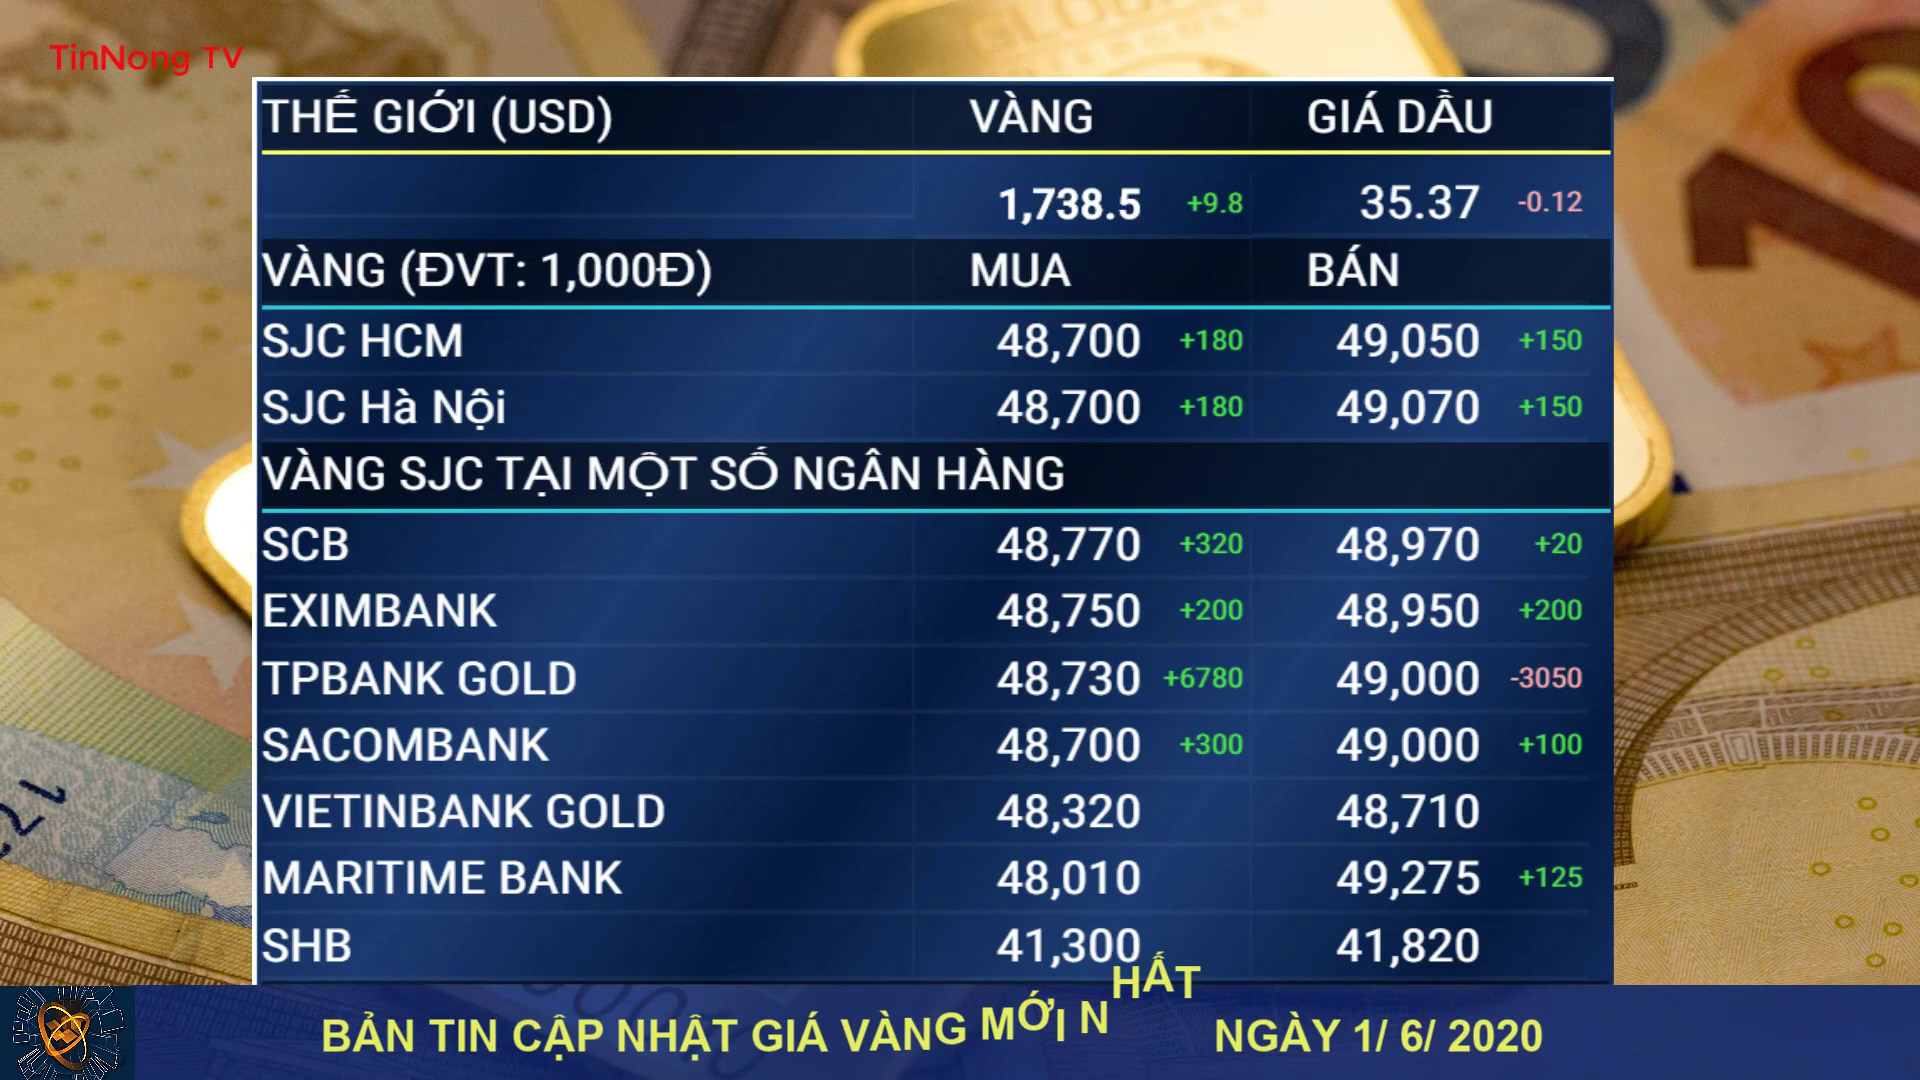 TinNong TV
THẾ GIỚI (USD) VÀNG GIÁ DẦU
1,738.5 +9.8 35.37 -0.12
VÀNG (ĐVT: 1,000Đ) MUA BÁN
SJC HCM 48,700 +180 49,050 +150
SJC Hà Nội 48,700 +180 49,070 +150
VÀNG SJC TẠI MỘT SỐ NGÂN HÀNG
SCB 48,770 +320 48,970 +20
EXIMBANK 48,750 +200 48,950 +200
TPBANK GOLD 48,730 +6780 49,000 -3050
SACOMBANK 48,700 +300 49,000 +100
VIETINBANK GOLD 48,320 48,710
MARITIME BANK 48,010 49,275 +125
SHB 41,300 41,820
BẢN TIN CẬP NHẬT GIÁ VÀNG MỚI NHẤT NGÀY 1/ 6/ 2020